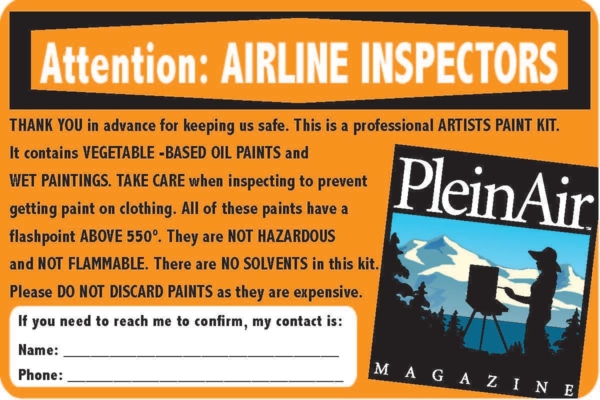 Attention: AIRLINE INSPECTORS
THANK YOU in advance for keeping us safe. This is a professional ARTISTS PAINT KIT.
It contains VEGETABLE -BASED OIL PAINTS and
WET PAINTINGS. TAKE CARE when inspecting to prevent
getting paint on clothing. All of these paints have a
flashpoint ABOVE 550°. They are NOT HAZARDOUS
and NOT FLAMMABLE. There are NO SOLVENTS in this kit.
Please DO NOT DISCARD PAINTS as they are expensive.
If you need to reach me to confirm, my contact is:
Name: ______________________________
Phone: ______________________________
PleinAir™
MAGAZINE